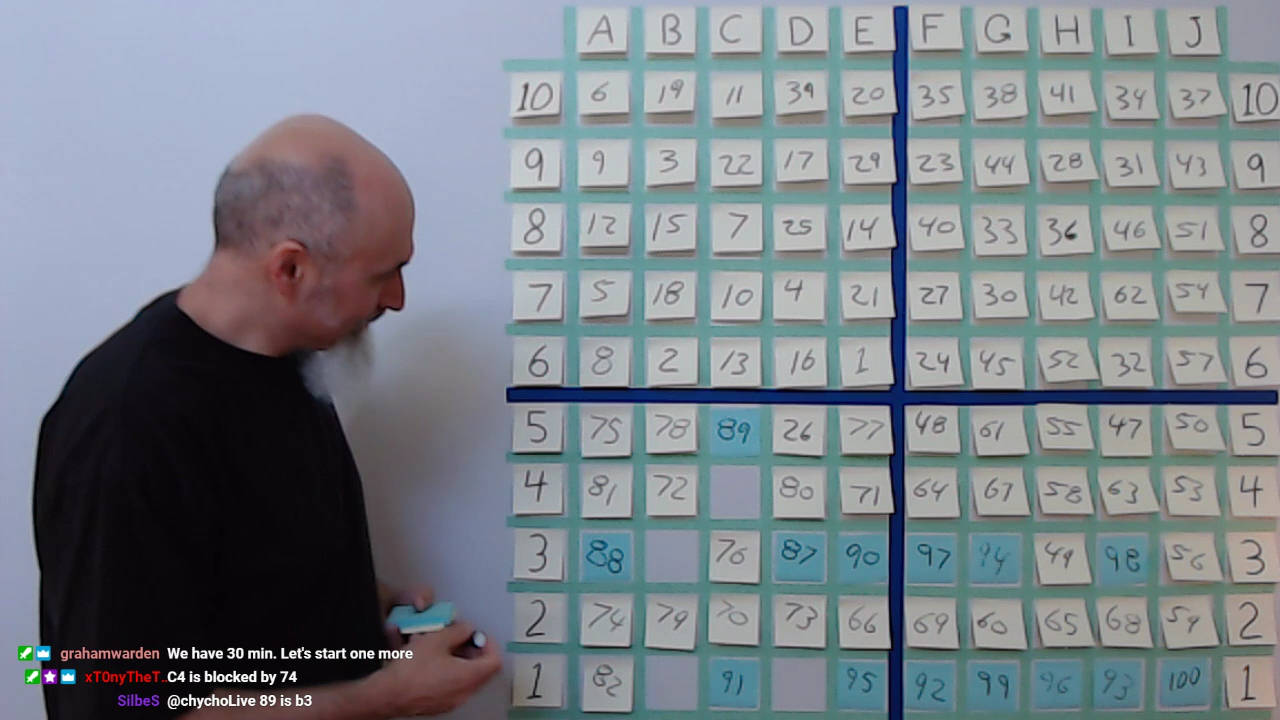 A B C D E F G H I J
10 6 19 11 39 20 35 38 41 34 37 10
9 9 3 22 17 29 23 44 28 31 43 9
8 12 15 7 25 14 40 33 36 46 51 8
7 5 18 10 4 21 27 30 42 62 54 7
6 8 2 13 16 1 24 45 52 32 57 6
5 75 78 89 26 77 48 61 55 47 50 5
4 81 72 80 71 64 67 58 63 53 4
3 88 76 87 90 97 94 49 98 56 3
2 74 79 70 73 66 69 60 65 68 59 2
1 82 91 95 92 99 96 93 100 1
grahamwarden We have 30 min. Let's start one more
xT0nyTheT.. C4 is blocked by 74
SilbeS @chychoLive 89 is b3